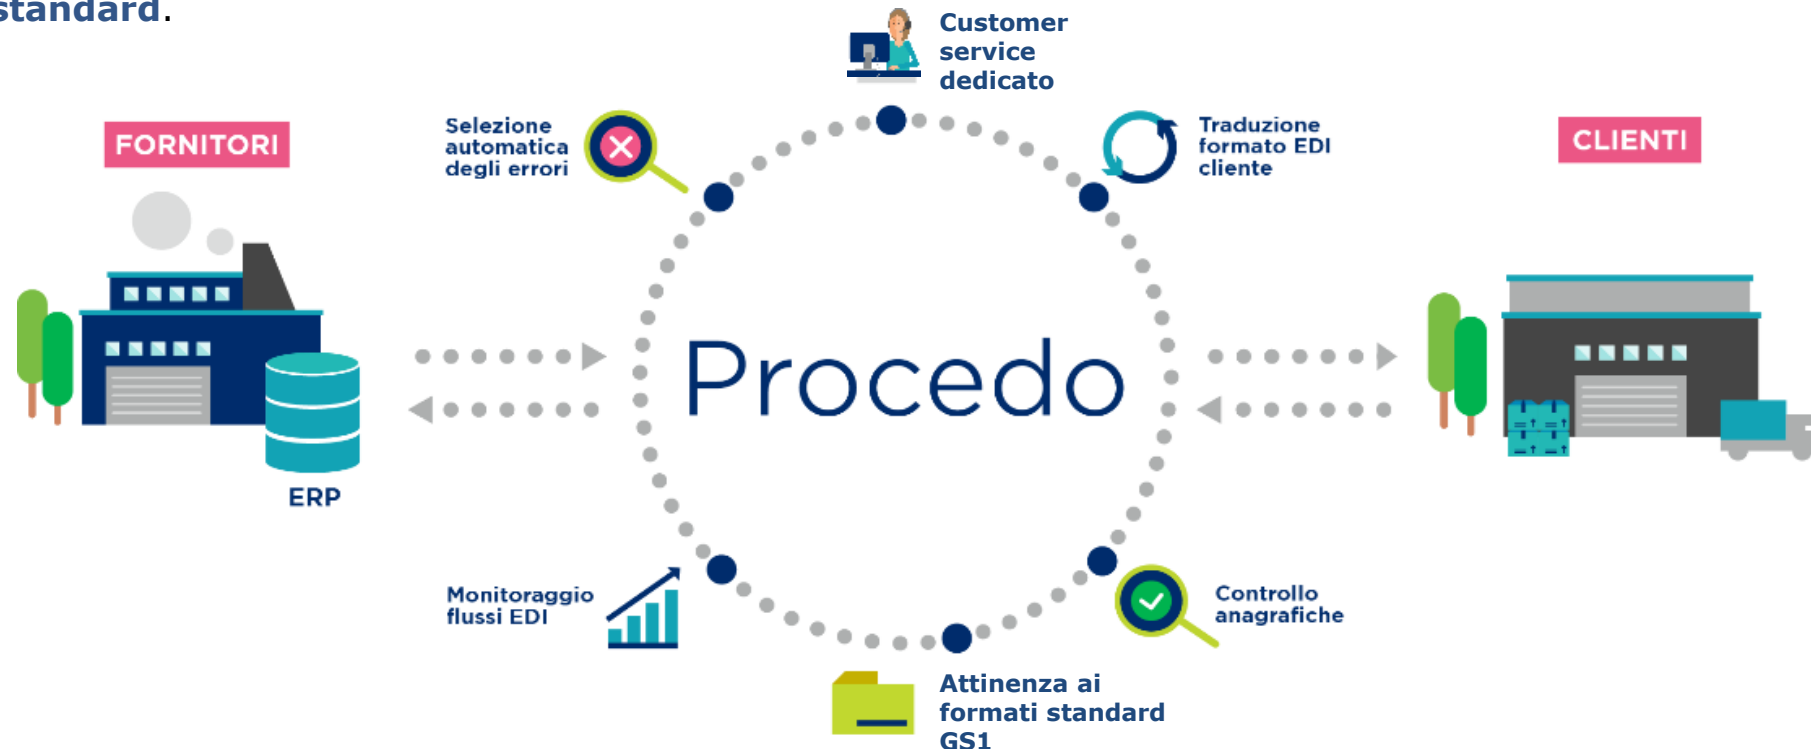 standard.
Customer
service
dedicato
Selezione
automatica
degli errori
Traduzione
formato EDI
cliente
FORNITORI
CLIENTI
Procedo
ERP
Monitoraggio
flussi EDI
Controllo
anagrafiche
Attinenza ai
formati standard
GS1